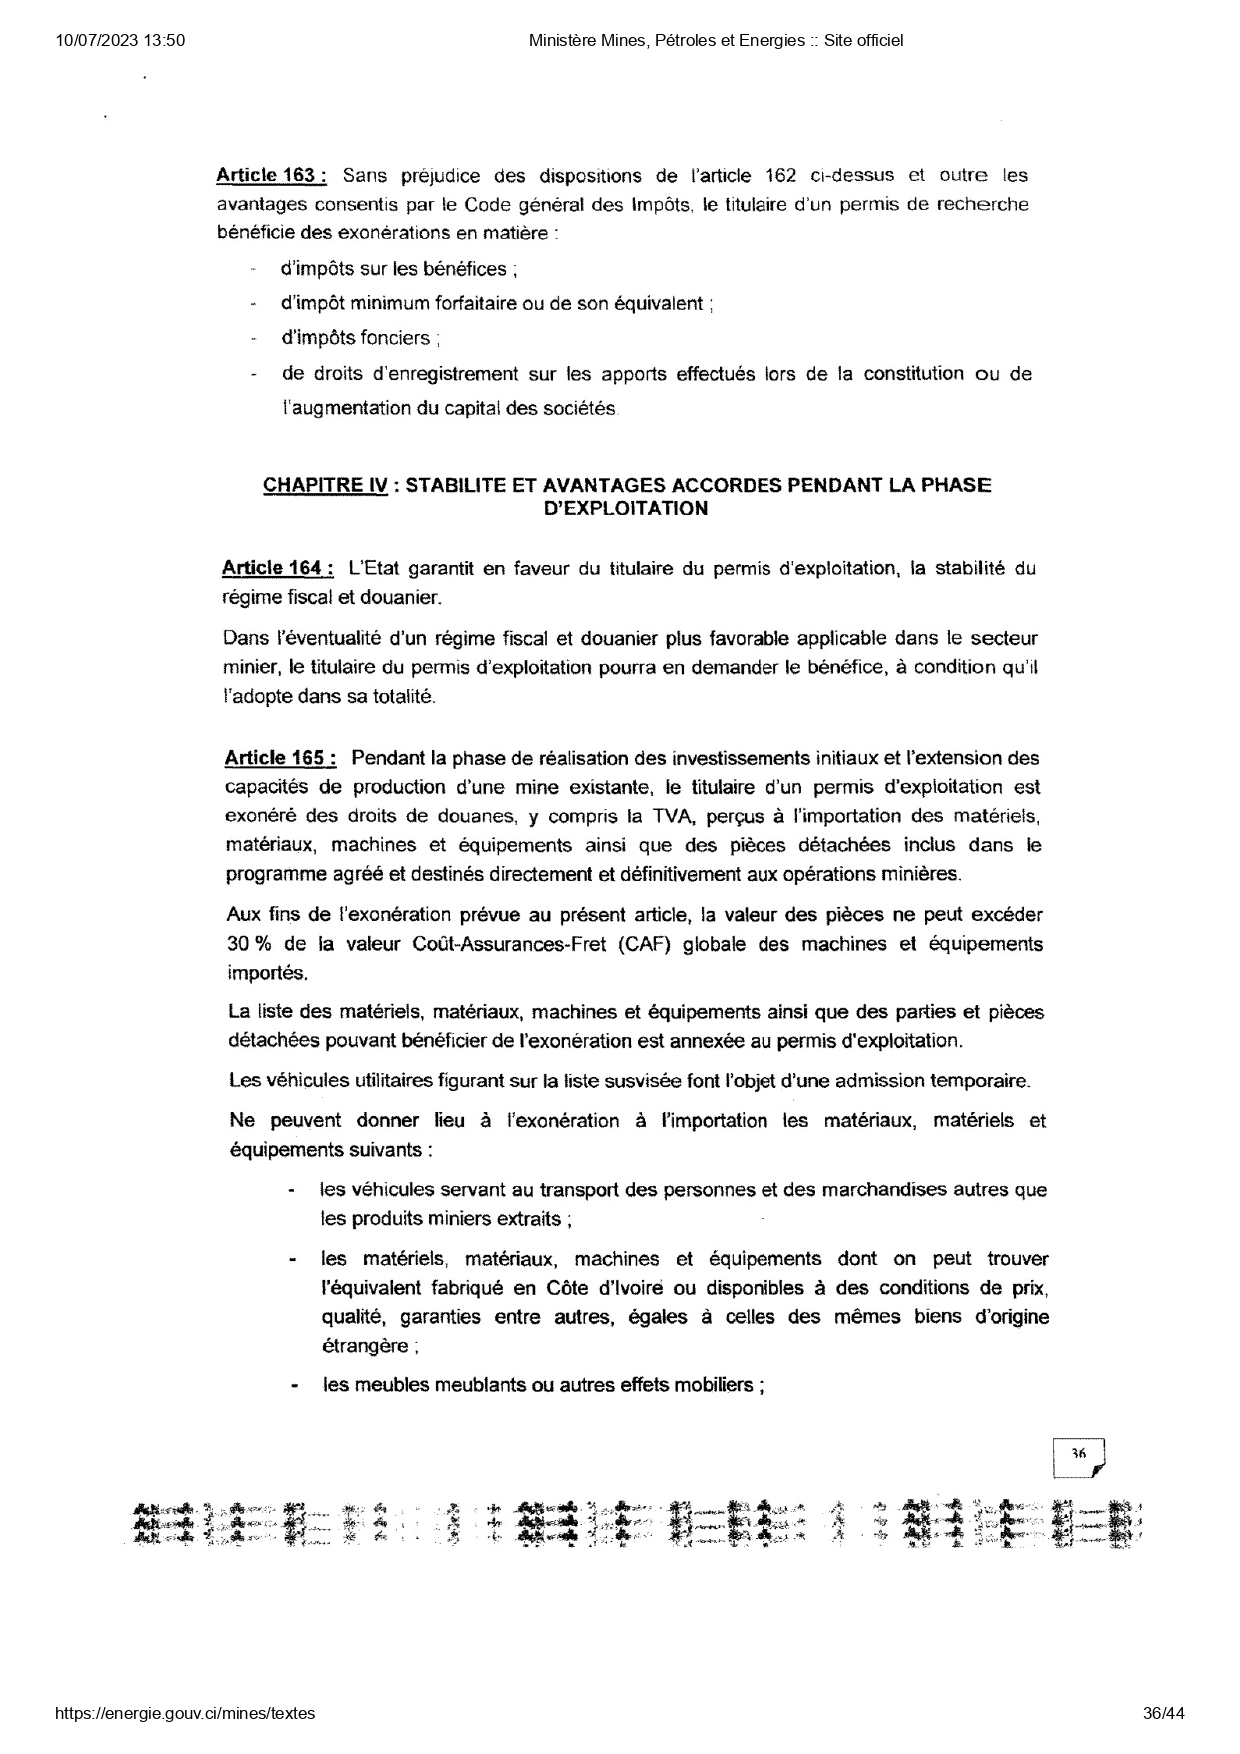 10/07/2023 13:50
Ministère Mines, Pétroles et Energies :: Site officiel
Article 163 : Sans préjudice des dispositions de l'article 162 ci-dessus et outre les
avantages consentis par le Code général des Impôts, le titulaire d'un permis de recherche
bénéficie des exonérations en matière :
- d'impôts sur les bénéfices ;
- d'impôt minimum forfaitaire ou de son équivalent ;
- d'impôts fonciers ;
- de droits d'enregistrement sur les apports effectués lors de la constitution ou de
l'augmentation du capital des sociétés.
CHAPITRE IV : STABILITE ET AVANTAGES ACCORDES PENDANT LA PHASE
D'EXPLOITATION
Article 164 : L'Etat garantit en faveur du titulaire du permis d'exploitation, la stabilité du
régime fiscal et douanier.
Dans l'éventualité d'un régime fiscal et douanier plus favorable applicable dans le secteur
minier, le titulaire du permis d'exploitation pourra en demander le bénéfice, à condition qu'il
l'adopte dans sa totalité.
Article 165 : Pendant la phase de réalisation des investissements initiaux et l'extension des
capacités de production d'une mine existante, le titulaire d'un permis d'exploitation est
exonéré des droits de douanes, y compris la TVA, perçus à l'importation des matériels,
matériaux, machines et équipements ainsi que des pièces détachées inclus dans le
programme agréé et destinés directement et définitivement aux opérations minières.
Aux fins de l'exonération prévue au présent article, la valeur des pièces ne peut excéder
30 % de la valeur Coût-Assurances-Fret (CAF) globale des machines et équipements
importés.
La liste des matériels, matériaux, machines et équipements ainsi que des parties et pièces
détachées pouvant bénéficier de l'exonération est annexée au permis d'exploitation.
Les véhicules utilitaires figurant sur la liste susvisée font l'objet d'une admission temporaire.
Ne peuvent donner lieu à l'exonération à l'importation les matériaux, matériels et
équipements suivants :
- les véhicules servant au transport des personnes et des marchandises autres que
les produits miniers extraits ;
- les matériels, matériaux, machines et équipements dont on peut trouver
l'équivalent fabriqué en Côte d'Ivoire ou disponibles à des conditions de prix,
qualité, garanties entre autres, égales à celles des mêmes biens d'origine
étrangère ;
- les meubles meublants ou autres effets mobiliers ;
36
https://energie.gouv.ci/mines/textes
36/44